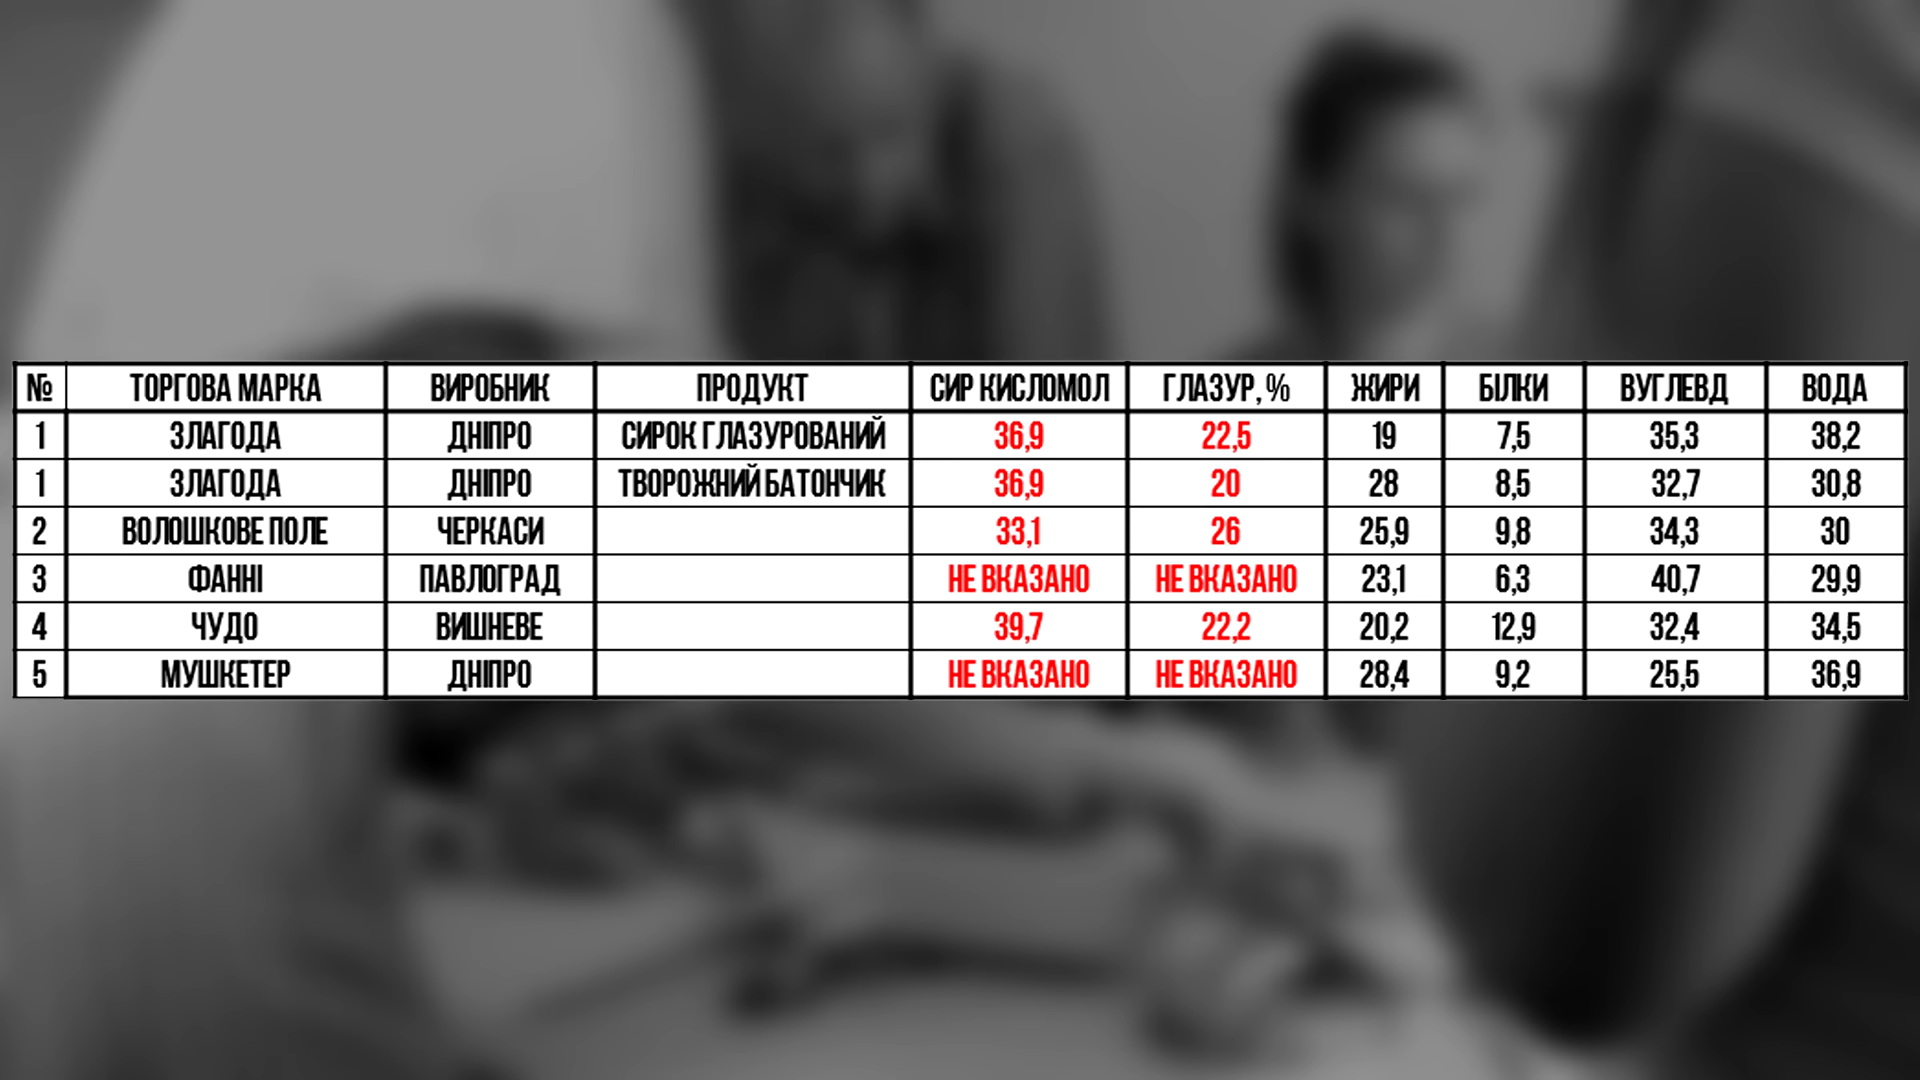 № ТОРГОВА МАРКА ВИРОБНИК ПРОДУКТ СИР КИСЛОМОЛ ГЛАЗУР, % ЖИРИ БІЛКИ ВУГЛЕВД ВОДА
1 ЗЛАГОДА ДНІПРО СИРОК ГЛАЗУРОВАНИЙ 36,9 22,5 19 7,5 35,3 38,2
1 ЗЛАГОДА ДНІПРО ТВОРОЖНИЙ БАТОНЧИК 36,9 20 28 8,5 32,7 30,8
2 ВОЛОШКОВЕ ПОЛЕ ЧЕРКАСИ 33,1 26 25,9 9,8 34,3 30
3 ФАННІ ПАВЛОГРАД НЕ ВКАЗАНО НЕ ВКАЗАНО 23,1 6,3 40,7 29,9
4 ЧУДО ВИШНЕВЕ 39,7 22,2 20,2 12,9 32,4 34,5
5 МУШКЕТЕР ДНІПРО НЕ ВКАЗАНО НЕ ВКАЗАНО 28,4 9,2 25,5 36,9